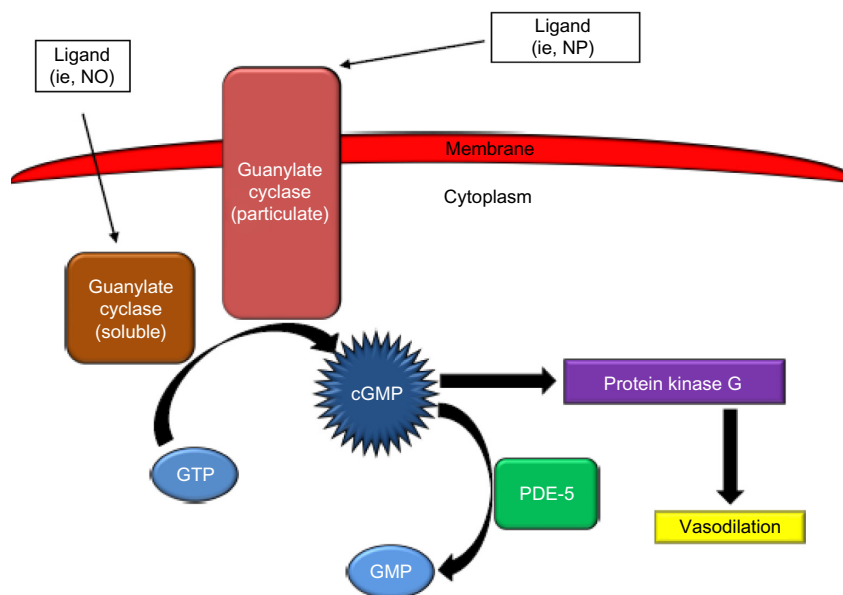 Ligand
(ie, NO)
Ligand
(ie, NP)
Membrane
Cytoplasm
Guanylate
cyclase
(particulate)
Guanylate
cyclase
(soluble)
cGMP
Protein kinase G
GTP
PDE-5
Vasodilation
GMP